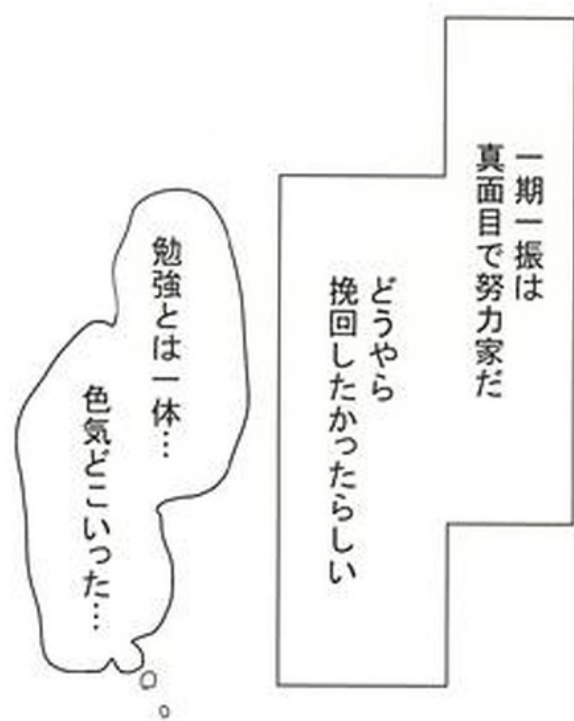 一期一振は
真面目で努力家だ
どうやら
挽回したかったらしい
勉強とは一体…
色気どこいった…